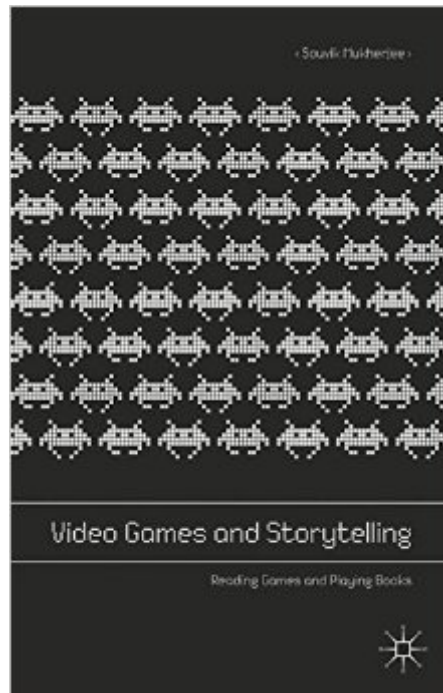 ‹ Souvik Mukherjee ›
Video Games and Storytelling
Reading Games and Playing Books